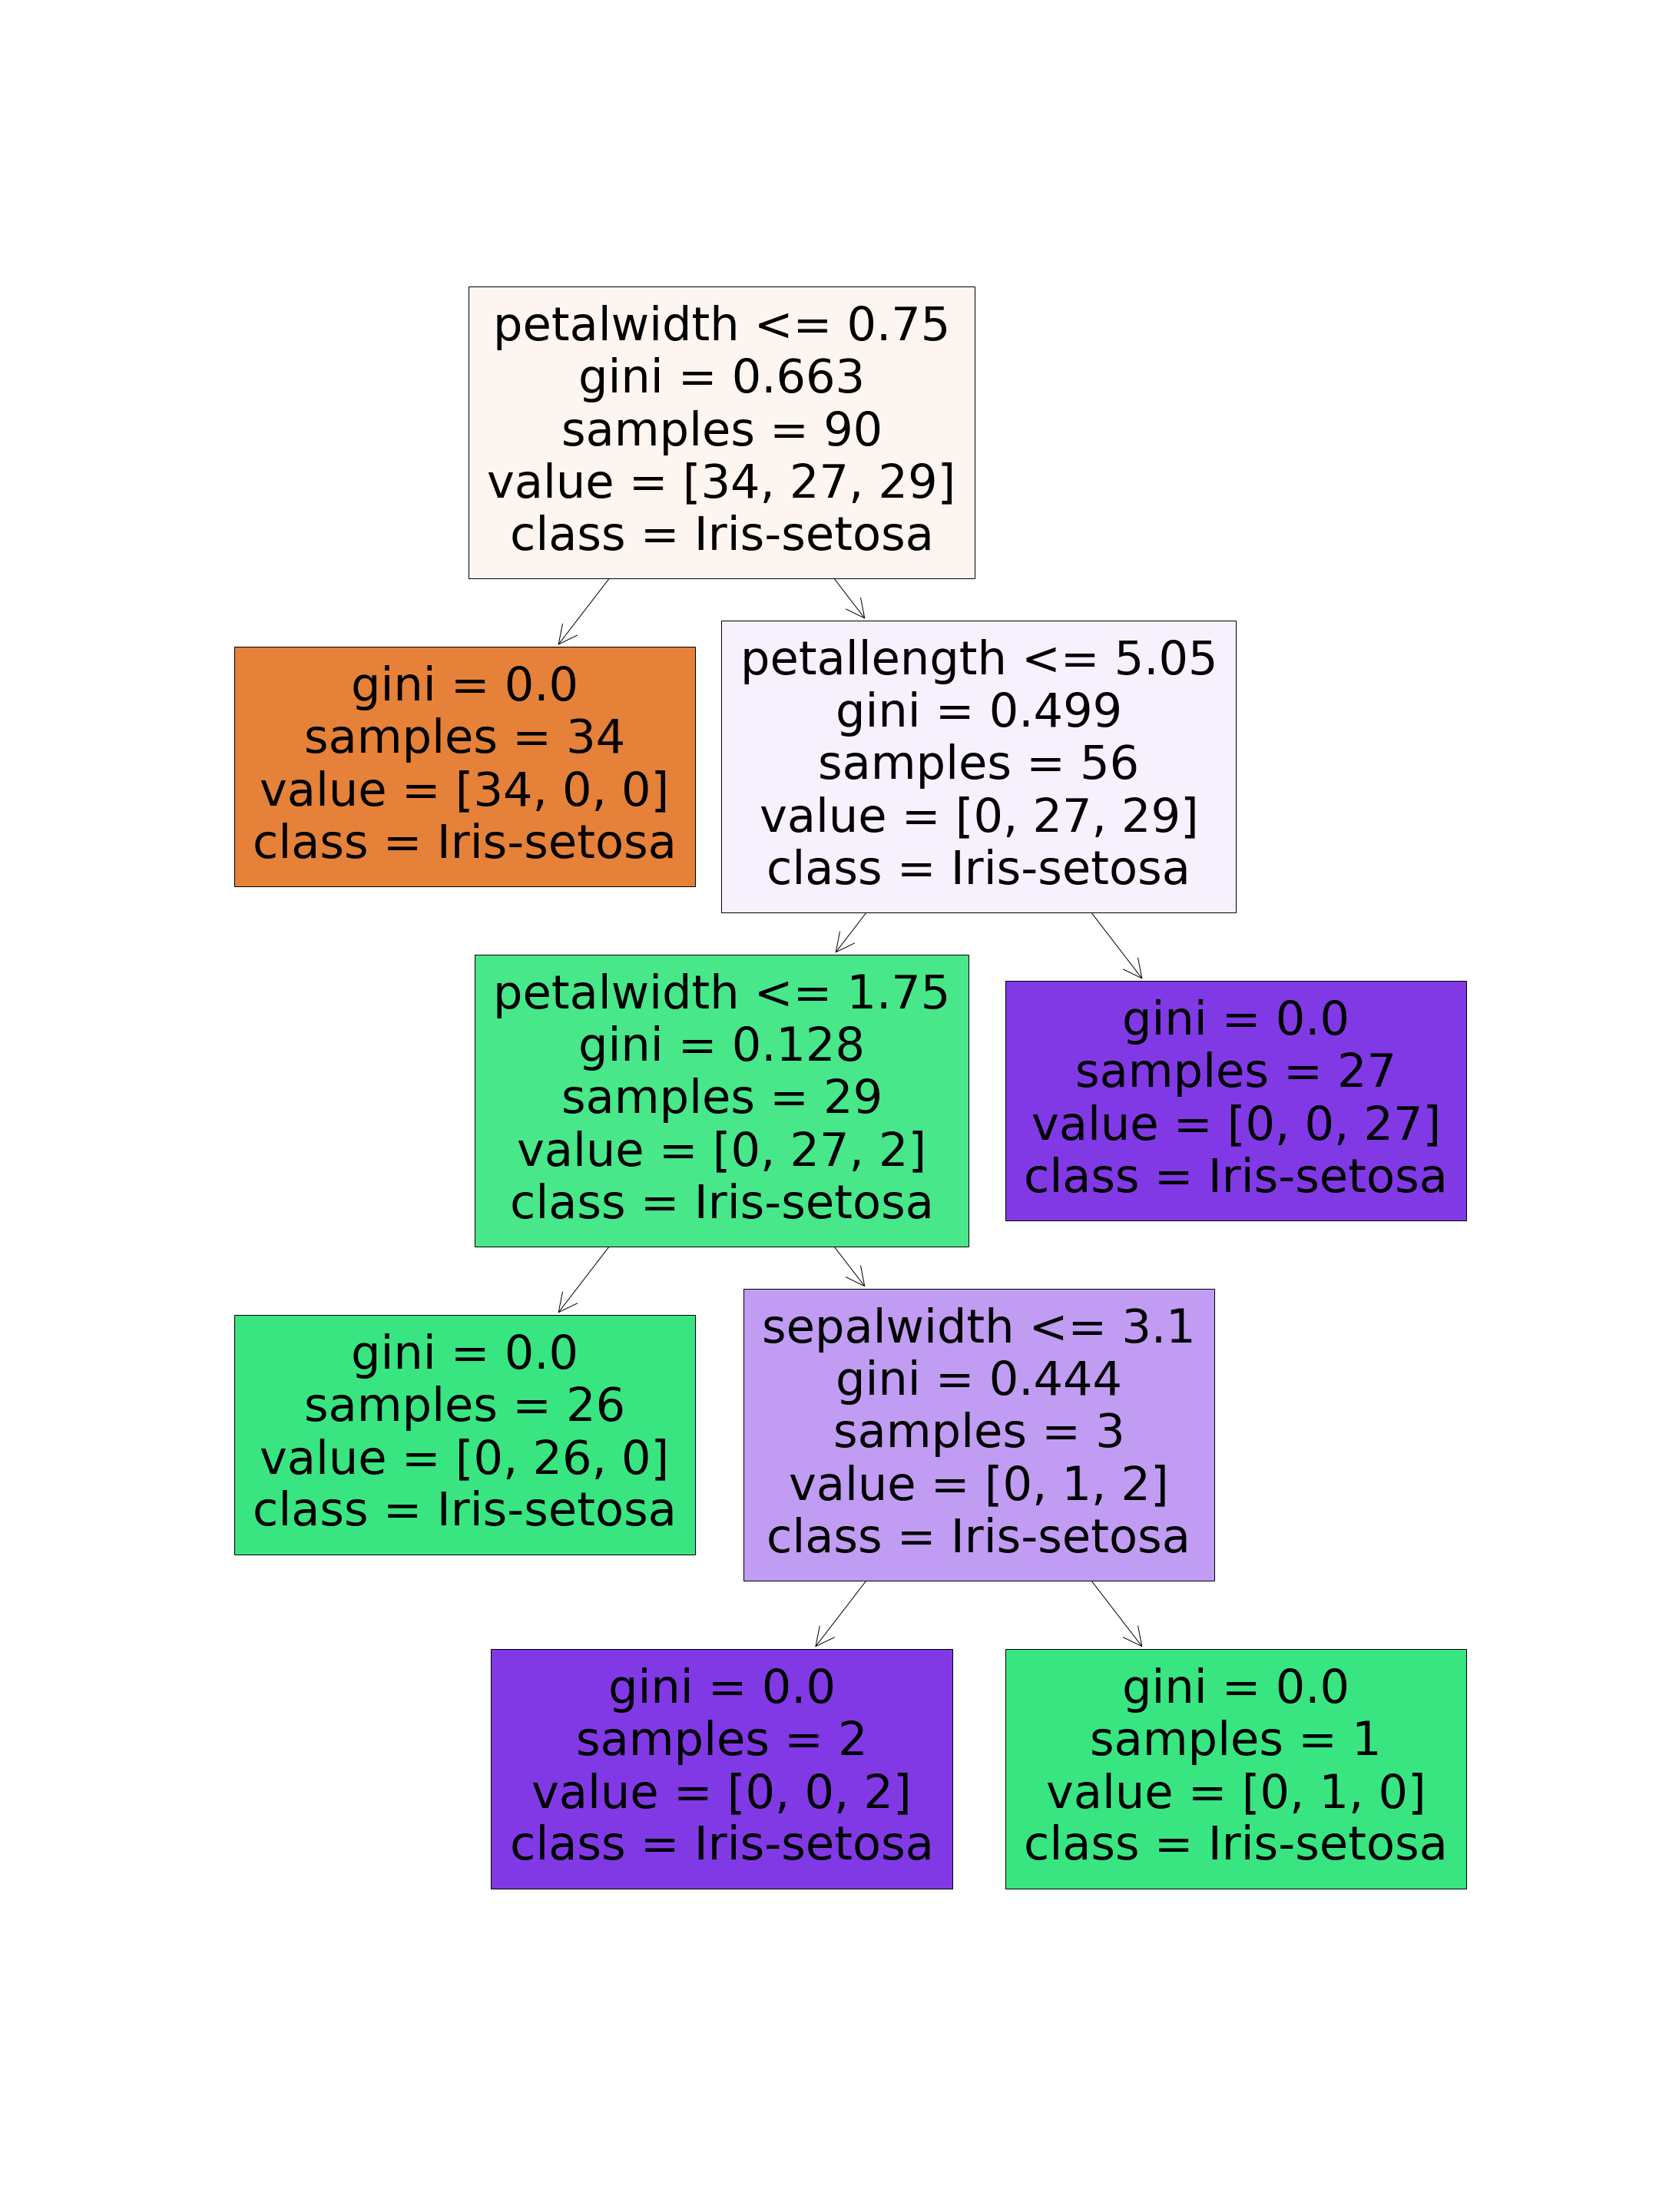 petalwidth <= 0.75
gini = 0.663
samples = 90
value = [34, 27, 29]
class = Iris-setosa
gini = 0.0
samples = 34
value = [34, 0, 0]
class = Iris-setosa
petallength <= 5.05
gini = 0.499
samples = 56
value = [0, 27, 29]
class = Iris-setosa
petalwidth <= 1.75
gini = 0.128
samples = 29
value = [0, 27, 2]
class = Iris-setosa
gini = 0.0
samples = 27
value = [0, 0, 27]
class = Iris-setosa
gini = 0.0
samples = 26
value = [0, 26, 0]
class = Iris-setosa
sepalwidth <= 3.1
gini = 0.444
samples = 3
value = [0, 1, 2]
class = Iris-setosa
gini = 0.0
samples = 2
value = [0, 0, 2]
class = Iris-setosa
gini = 0.0
samples = 1
value = [0, 1, 0]
class = Iris-setosa